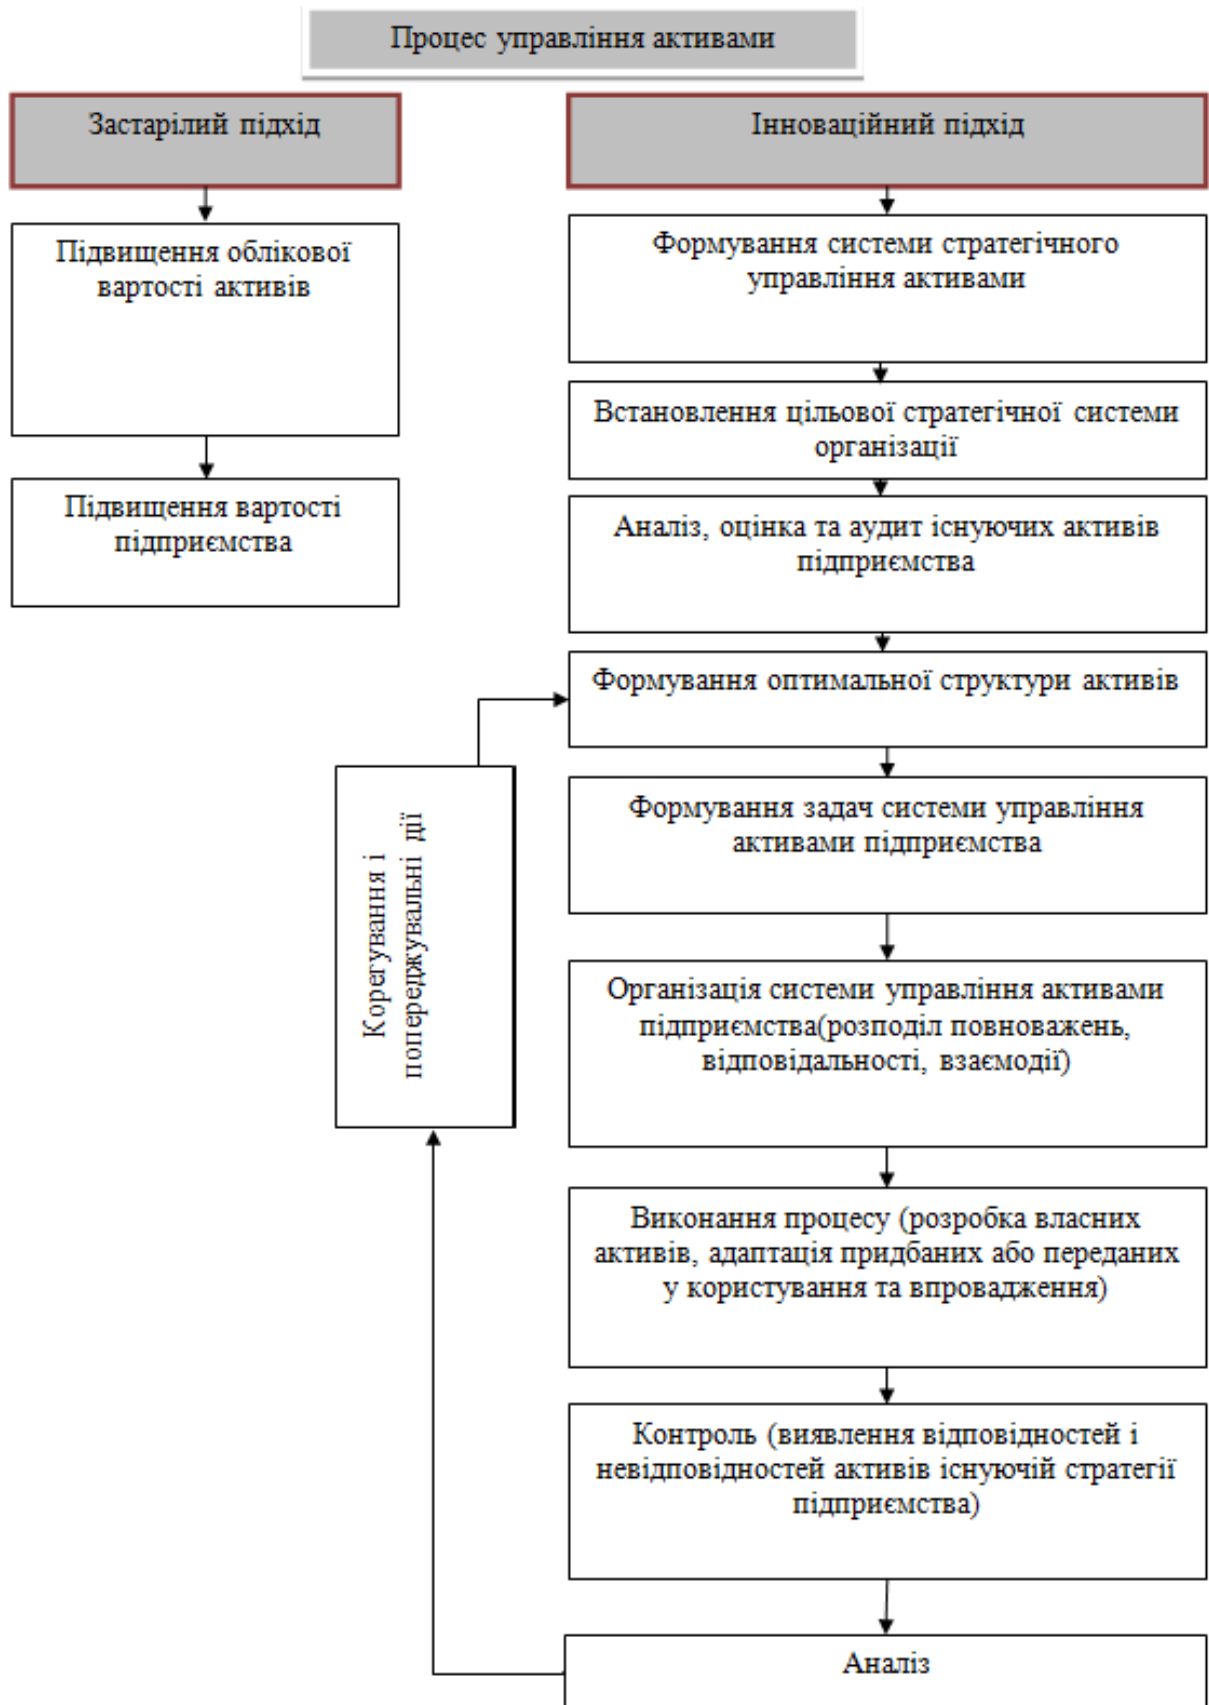 Процес управління активами
Застарілий підхід
Підвищення облікової
вартості активів
Підвищення вартості
підприємства
Інноваційний підхід
Формування системи стратегічного
управління активами
Встановлення цільової стратегічної системи
організації
Аналіз, оцінка та аудит існуючих активів
підприємства
Формування оптимальної структури активів
Формування задач системи управління
активами підприємства
Організація системи управління активами
підприємства(розподіл повноважень,
відповідальності, взаємодії)
Виконання процесу (розробка власних
активів, адаптація придбаних або переданих
у користування та впровадження)
Контроль (виявлення відповідностей і
невідповідностей активів існуючій стратегії
підприємства)
Аналіз
Корегування і
попереджувальні дії